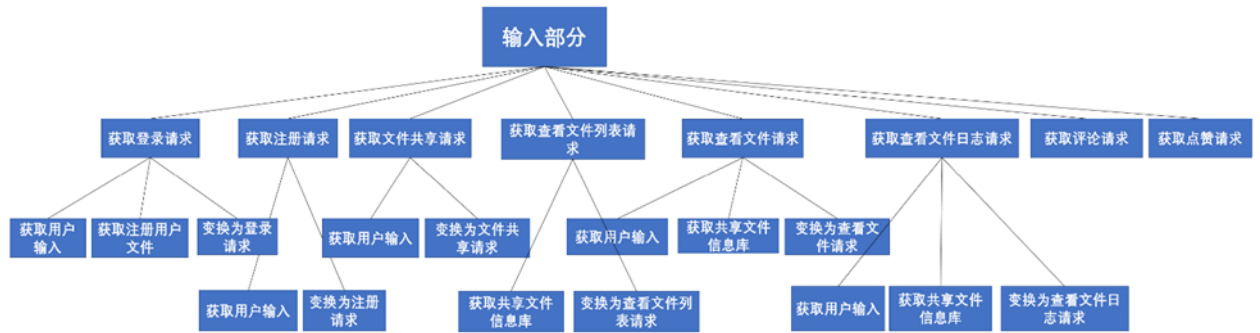 输入部分
获取登录请求
获取注册请求
获取文件共享请求
获取查看文件列表请
求
获取查看文件请求
获取查看文件日志请求
获取评论请求
获取点赞请求
获取用户
输入
获取注册用户
文件
变换为登录
请求
获取用户输入
变换为文件共
享请求
获取用户输入
获取共享文件
信息库
变换为查看文
件请求
获取用户输入
变换为注册
请求
获取共享文件
信息库
变换为查看文件列
表请求
获取用户输入
获取共享文件
信息库
变换为查看文件日
志请求